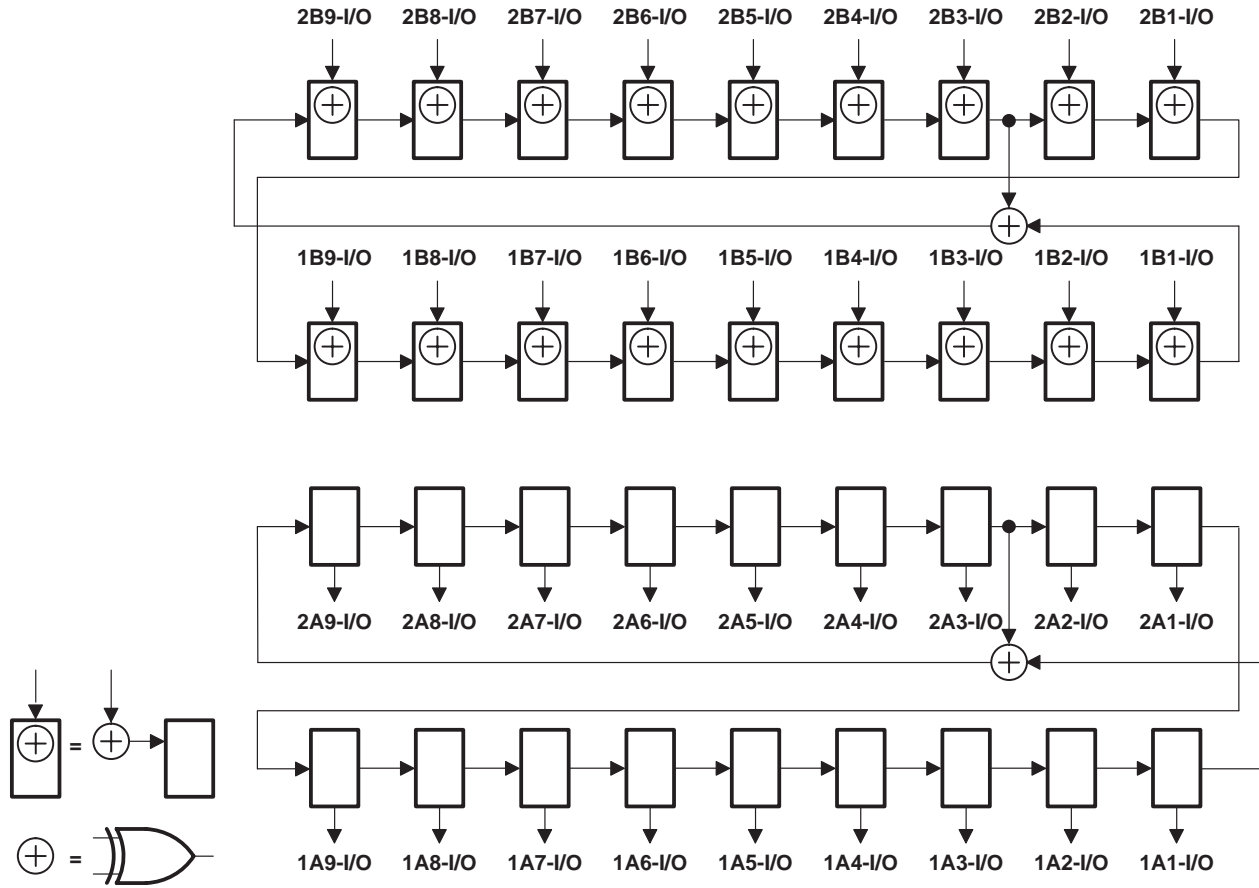 2B9-I/O 2B8-I/O 2B7-I/O 2B6-I/O 2B5-I/O 2B4-I/O 2B3-I/O 2B2-I/O 2B1-I/O
1B9-I/O 1B8-I/O 1B7-I/O 1B6-I/O 1B5-I/O 1B4-I/O 1B3-I/O 1B2-I/O 1B1-I/O
2A9-I/O 2A8-I/O 2A7-I/O 2A6-I/O 2A5-I/O 2A4-I/O 2A3-I/O 2A2-I/O 2A1-I/O
=
=
1A9-I/O 1A8-I/O 1A7-I/O 1A6-I/O 1A5-I/O 1A4-I/O 1A3-I/O 1A2-I/O 1A1-I/O